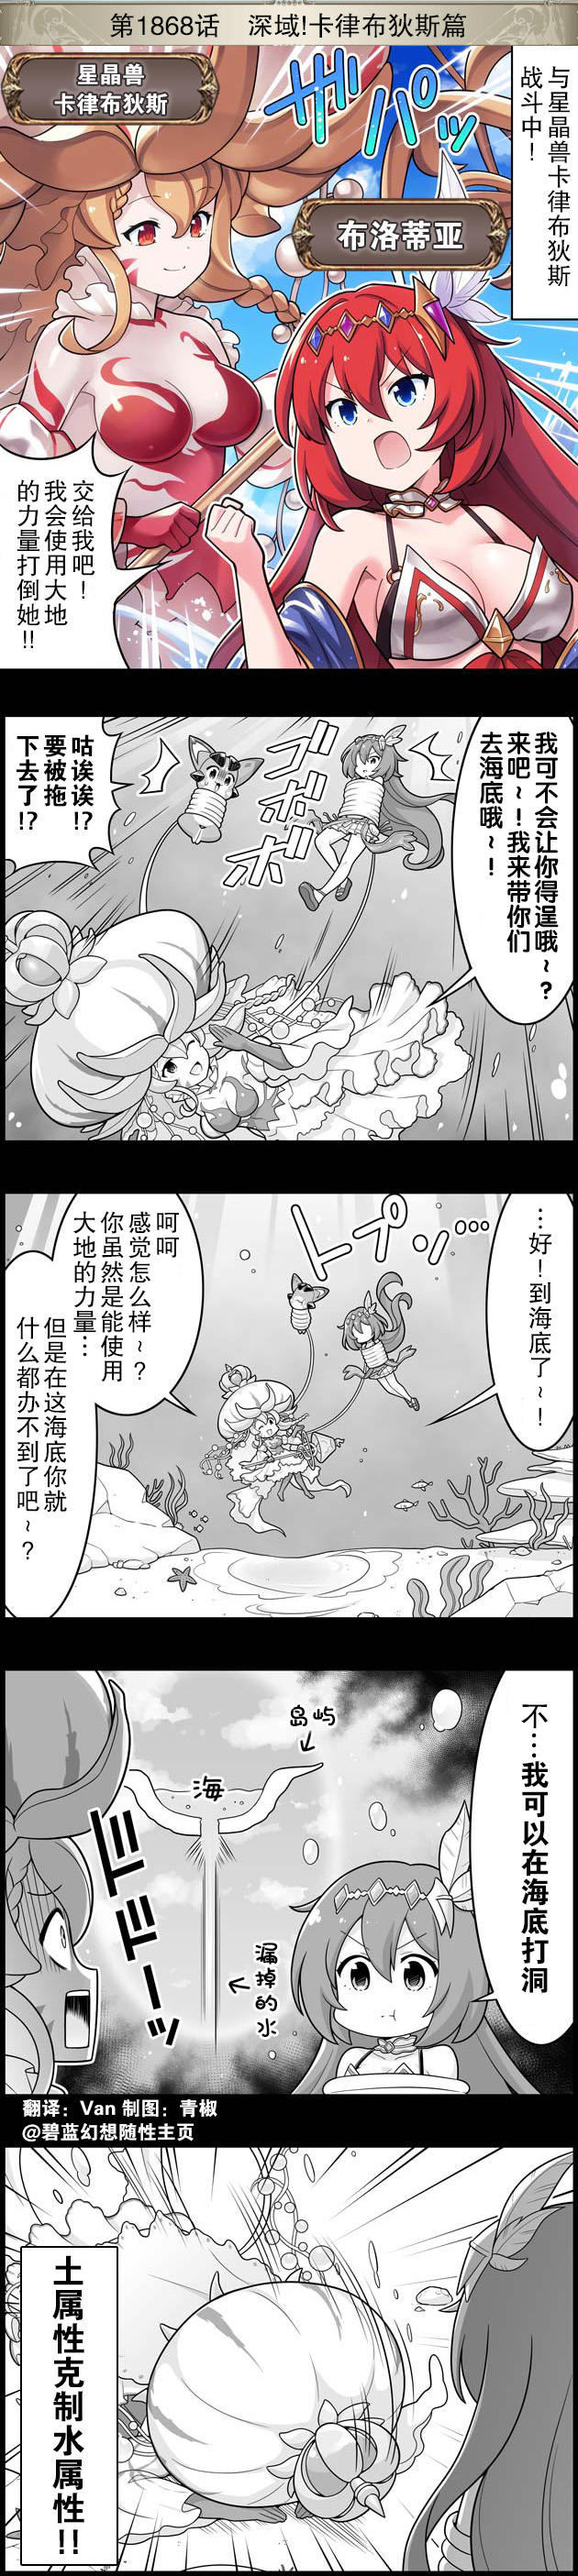 第1868话　深域!卡律布狄斯篇
与星晶兽卡律布狄斯
战斗中！
星晶兽
卡律布狄斯
ザパッ
布洛蒂亚
交给我吧！
我会使用大地
的力量打倒她!!
我可不会让你得逞哦~？
来吧~！我来带你们
去海底哦~！
ゴボゴボ
咕诶诶!?
要被拖
下去了!?
…好！到海底了~！
トプンッ…
呵呵
感觉怎么样~？
你虽然是能使用
大地的力量…
但是在这海底你就
什么都办不到了吧~？
不…我可以在海底打洞
岛屿
海
漏掉的水
ドドドーッ
翻译：Van 制图：青椒
@碧蓝幻想随性主页
土属性克制水属性!!